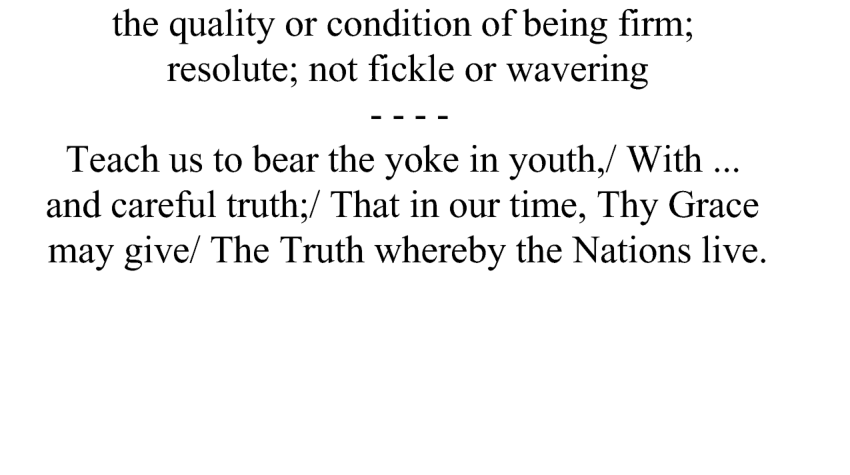 the quality or condition of being firm;
resolute; not fickle or wavering
- - - -
Teach us to bear the yoke in youth,/ With ...
and careful truth;/ That in our time, Thy Grace
may give/ The Truth whereby the Nations live.